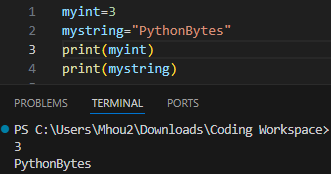 1 myint=3
2 mystring="PythonBytes"
3 print(myint)
4 print(mystring)
PROBLEMS TERMINAL PORTS
PS C:\Users\Mhou2\Downloads\Coding Workspace>
3
PythonBytes